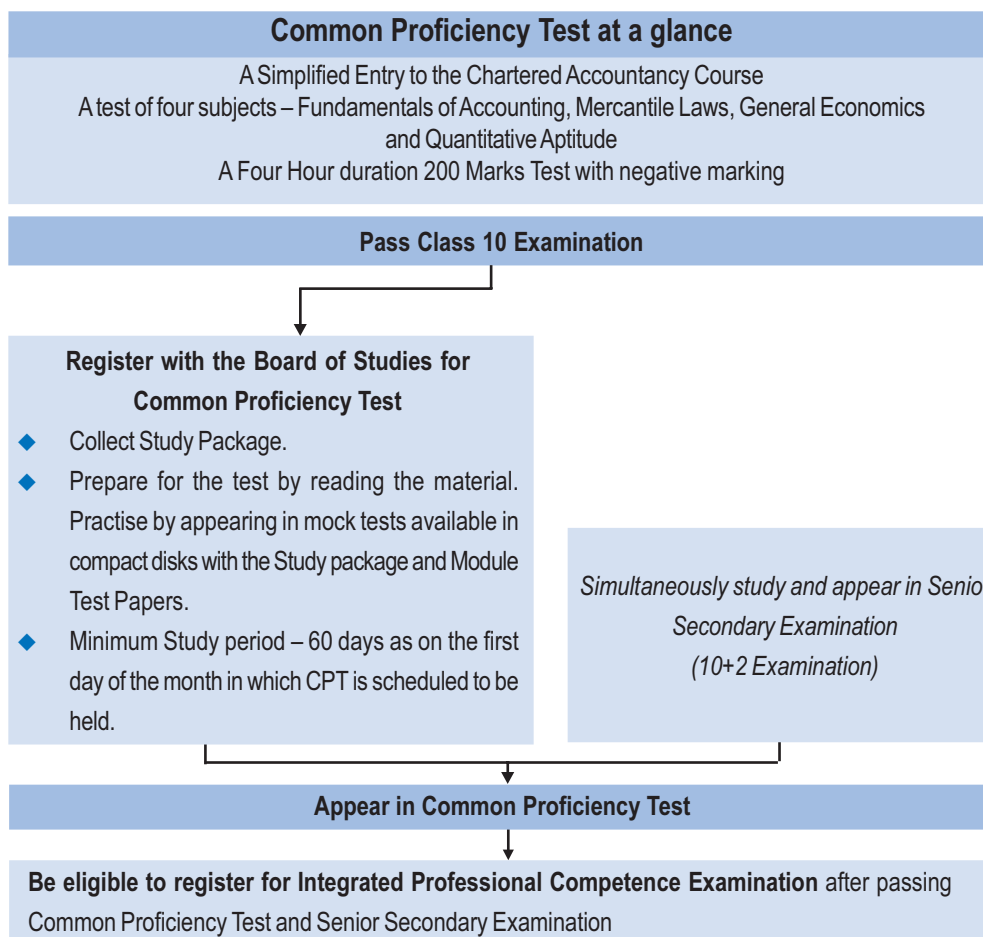 Common Proficiency Test at a glance
A Simplified Entry to the Chartered Accountancy Course
A test of four subjects – Fundamentals of Accounting, Mercantile Laws, General Economics
and Quantitative Aptitude
A Four Hour duration 200 Marks Test with negative marking
Pass Class 10 Examination
Register with the Board of Studies for
Common Proficiency Test
◆ Collect Study Package.
◆ Prepare for the test by reading the material.
Practise by appearing in mock tests available in
compact disks with the Study package and Module
Test Papers.
◆ Minimum Study period – 60 days as on the first
day of the month in which CPT is scheduled to be
held.
Simultaneously study and appear in Senio
Secondary Examination
(10+2 Examination)
Appear in Common Proficiency Test
Be eligible to register for Integrated Professional Competence Examination after passing
Common Proficiency Test and Senior Secondary Examination